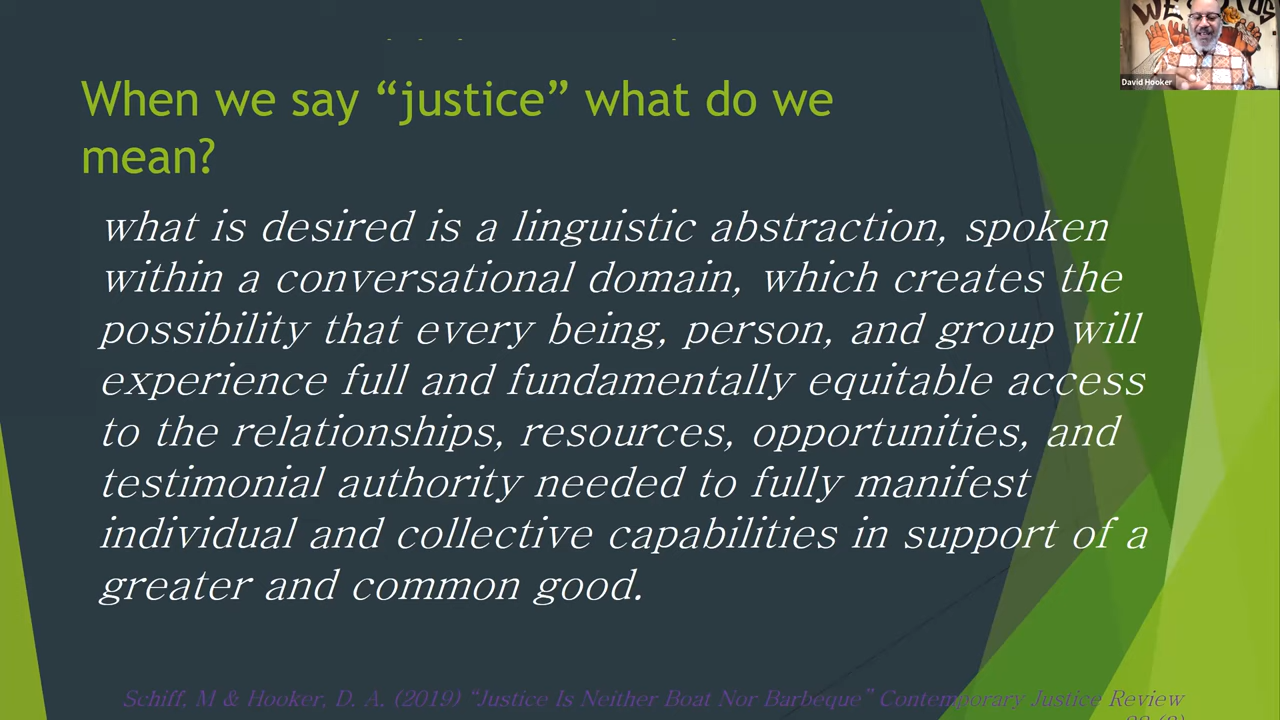 When we say “justice” what do we
mean?
what is desired is a linguistic abstraction, spoken
within a conversational domain, which creates the
possibility that every being, person, and group will
experience full and fundamentally equitable access
to the relationships, resources, opportunities, and
testimonial authority needed to fully manifest
individual and collective capabilities in support of a
greater and common good.
Schiff, M & Hooker, D. A. (2019) “Justice Is Neither Boat Nor Barbeque” Contemporary Justice Review
David Hooker